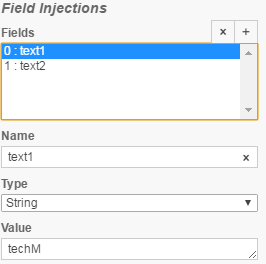 Field Injections
Fields × +
0 : text1
1 : text2
Name
text1 ×
Type
String
Value
techM